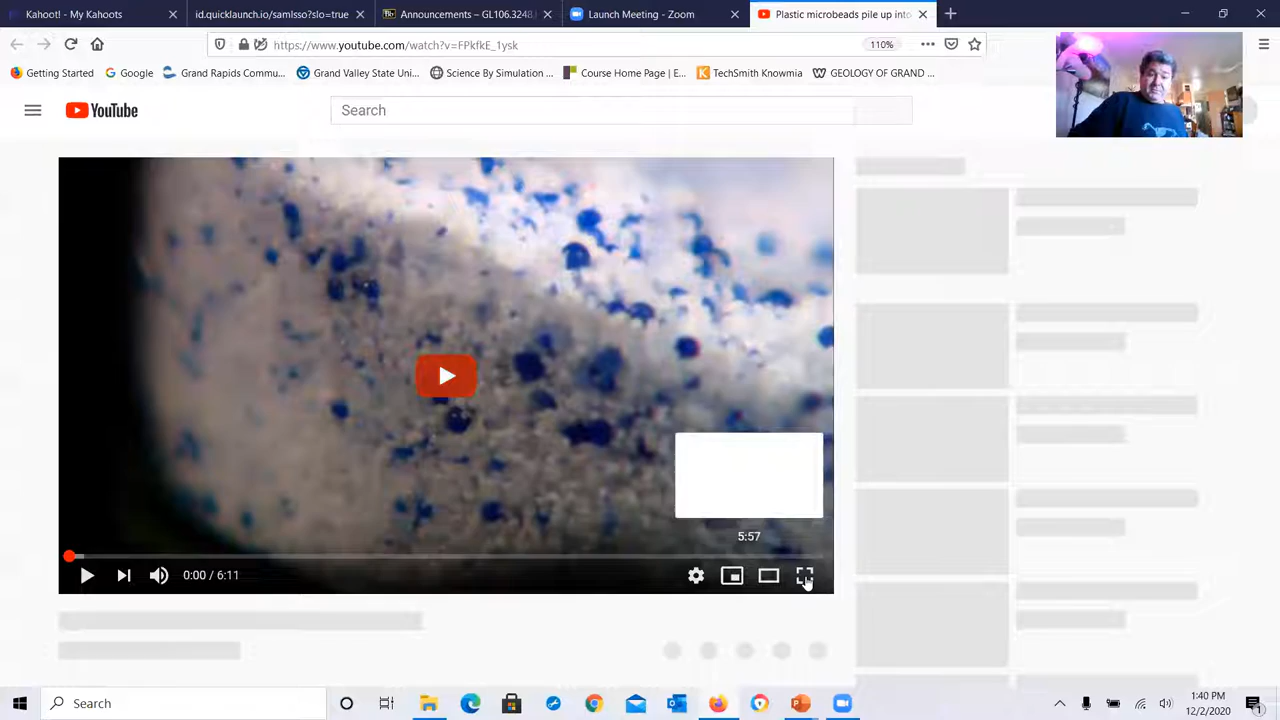 Kahoots! | My Kahoots
id.quicklaunch.io/samlsso?slo=true
Announcements – GL106.3248.
Launch Meeting - Zoom
Plastic microbeads pile up into
https://www.youtube.com/watch?v=FPkfkE_1ysk
110%
Getting Started
Google
Grand Rapids Commu...
Grand Valley State Uni...
Science By Simulation ...
Course Home Page | E...
TechSmith Knowmia
GEOLOGY OF GRAND ...
YouTube
Search
5:57
0:00 / 6:11
Search
1:40 PM
12/2/2020